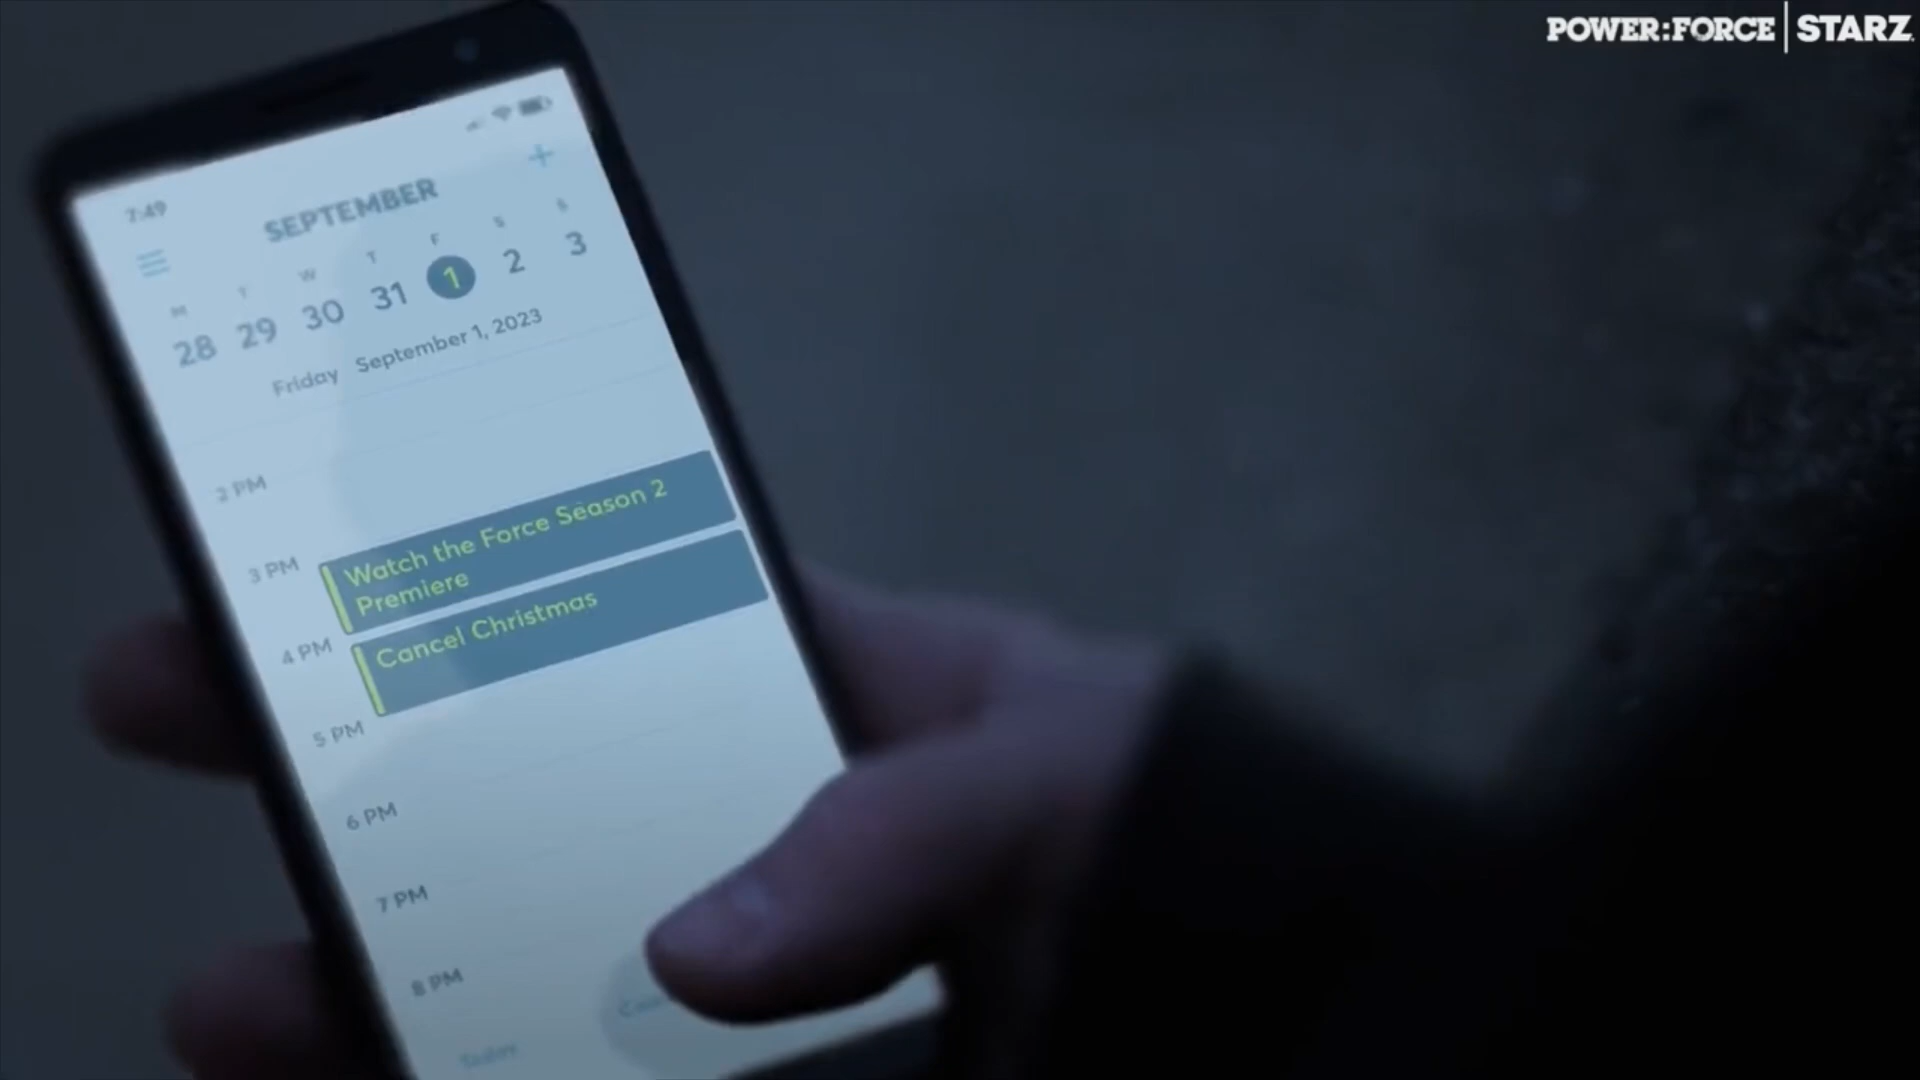 POWER:FORCE | STARZ
7:49
SEPTEMBER
M T W T F S S
28 29 30 31 1 2 3
Friday September 1, 2023
2 PM
3 PM
Watch the Force Season 2
Premiere
4 PM
Cancel Christmas
5 PM
6 PM
7 PM
8 PM
Today